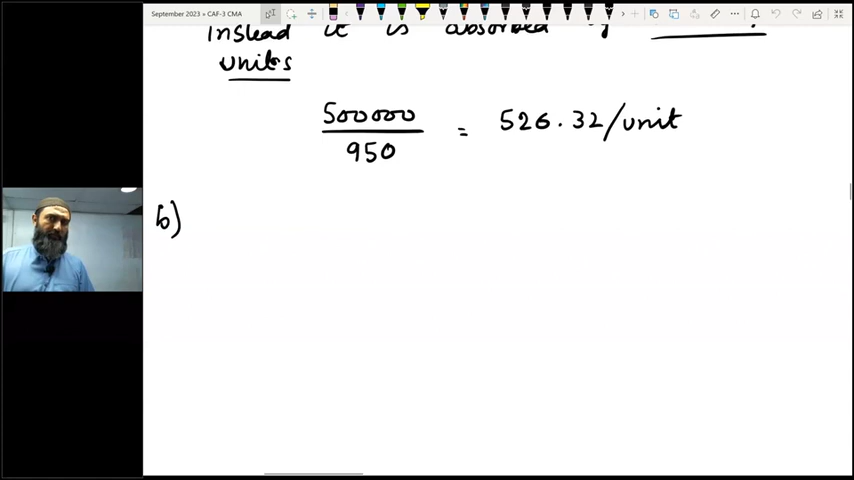 September 2023 » CAF-3 CMA
Instead it is absorbed
units
500000
950
= 526.32/unit
b)